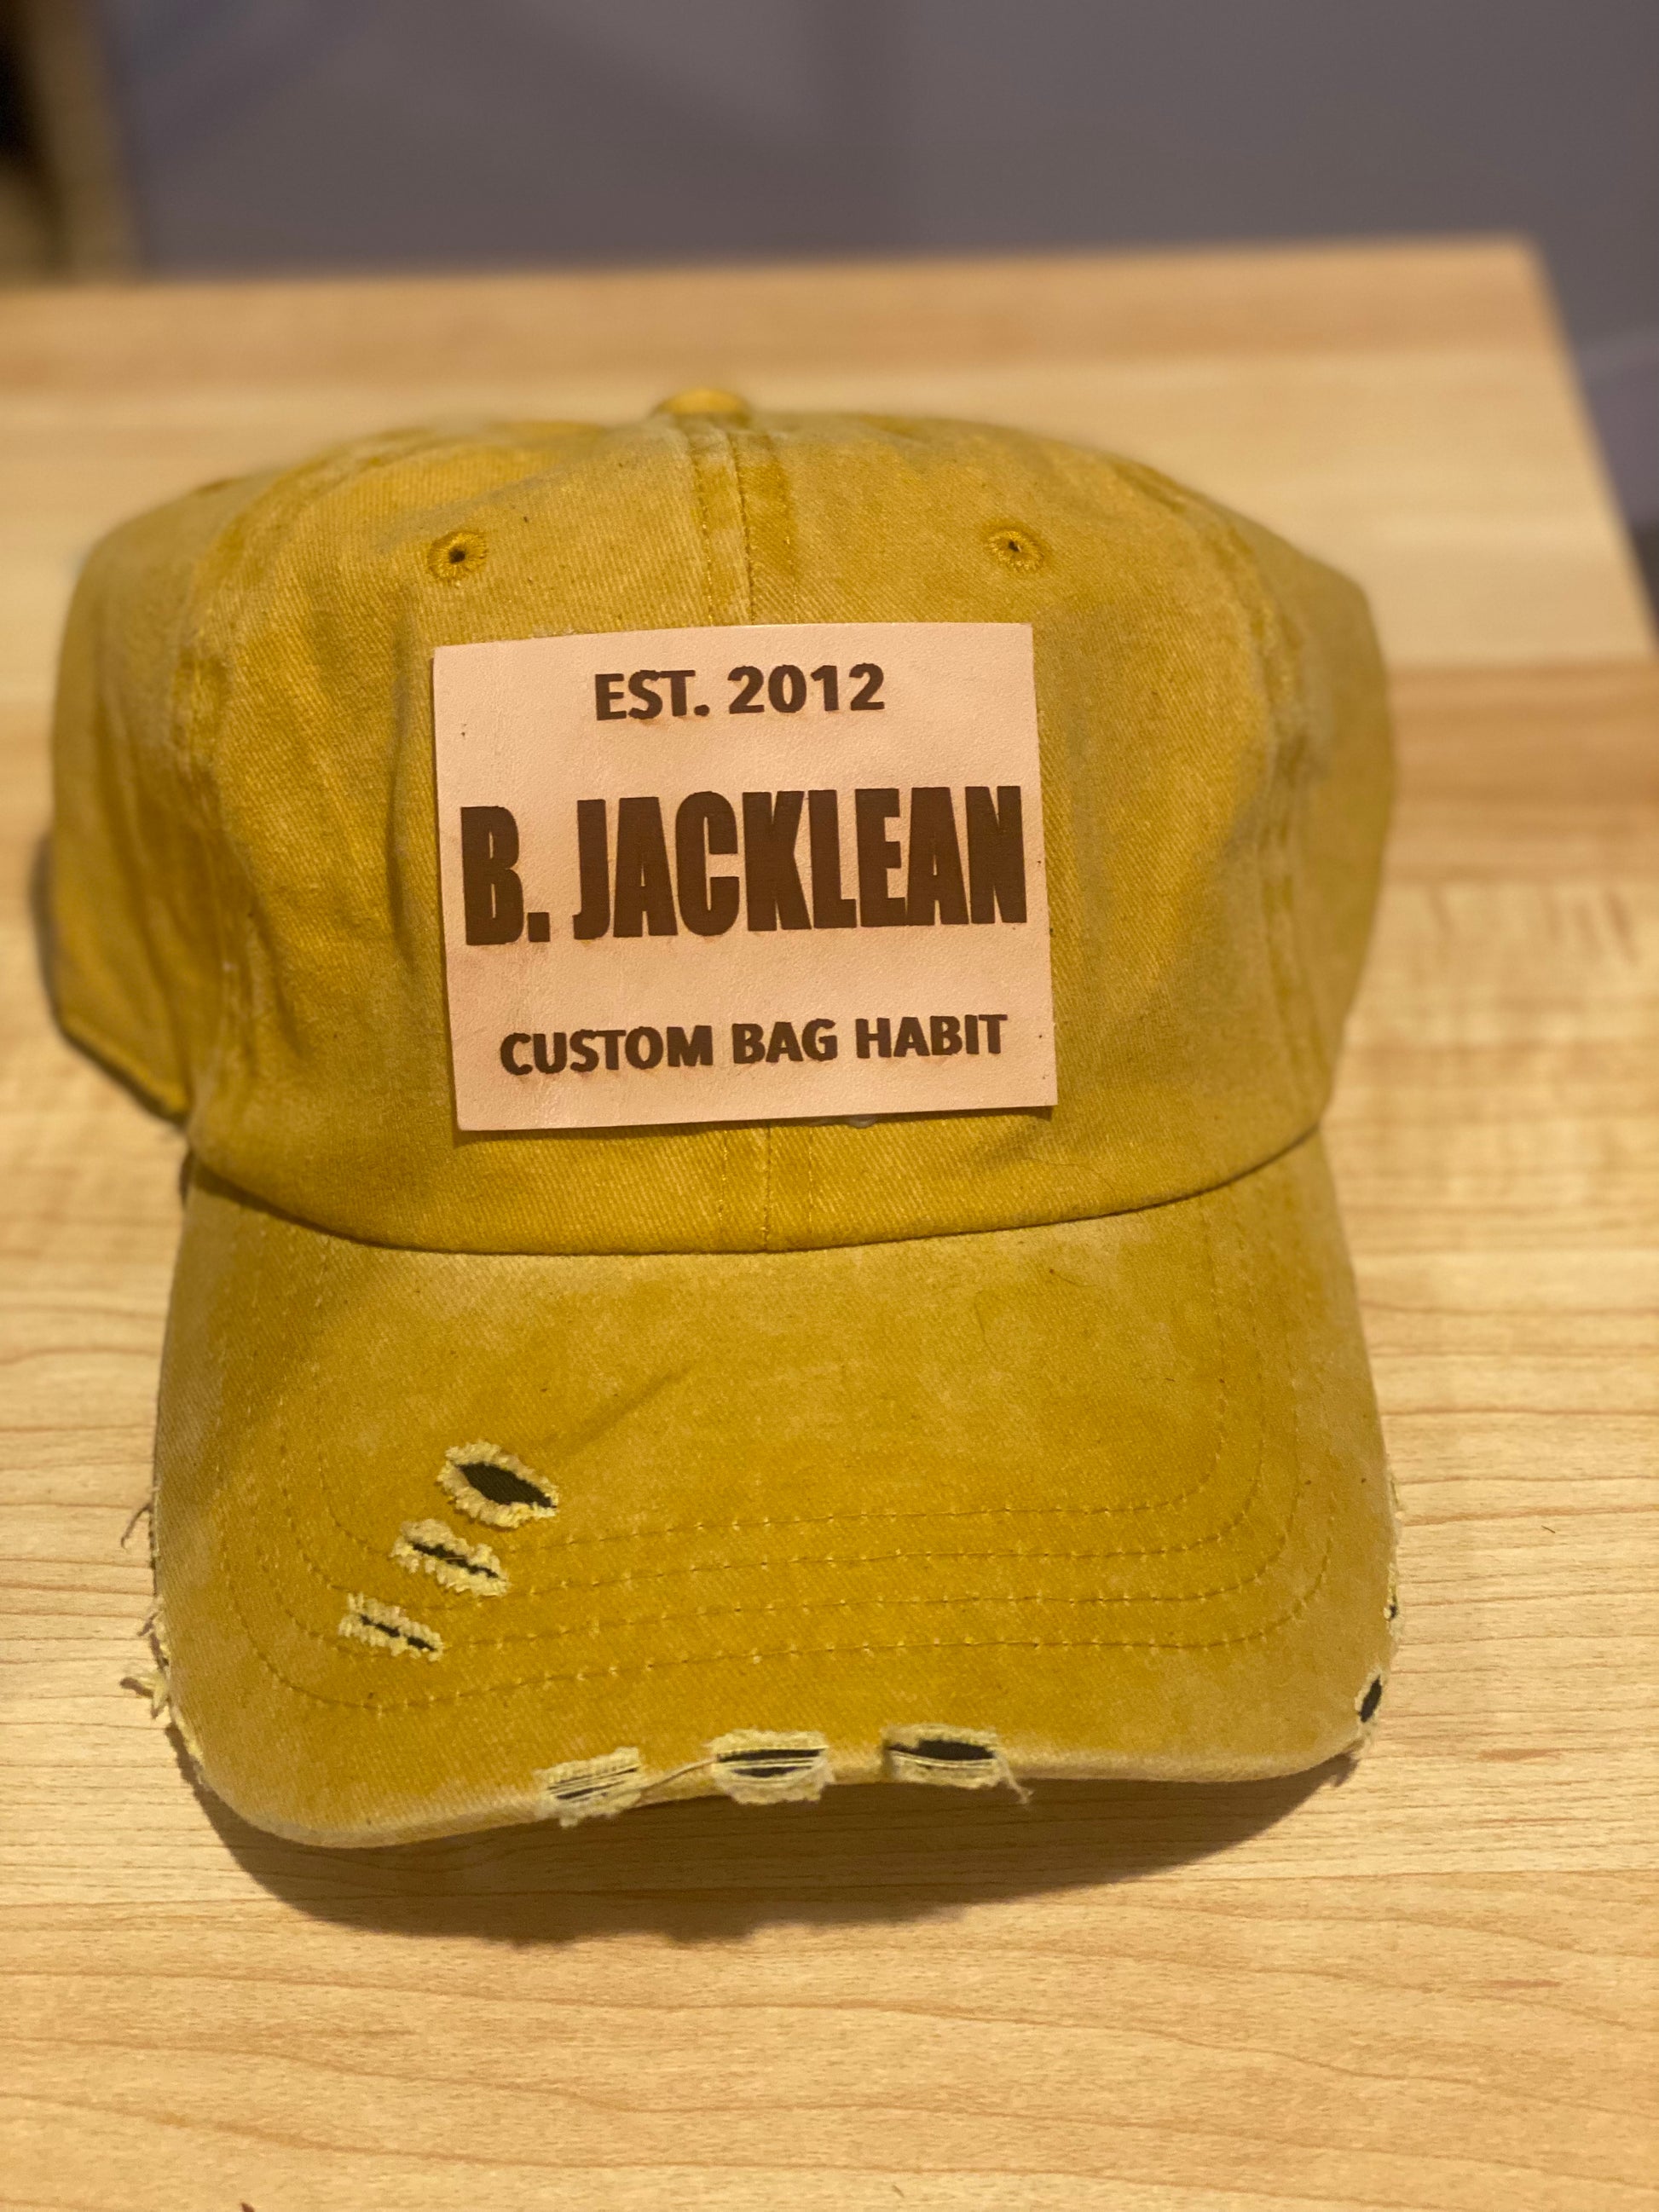 EST. 2012
B. JACKLEAN
CUSTOM BAG HABIT